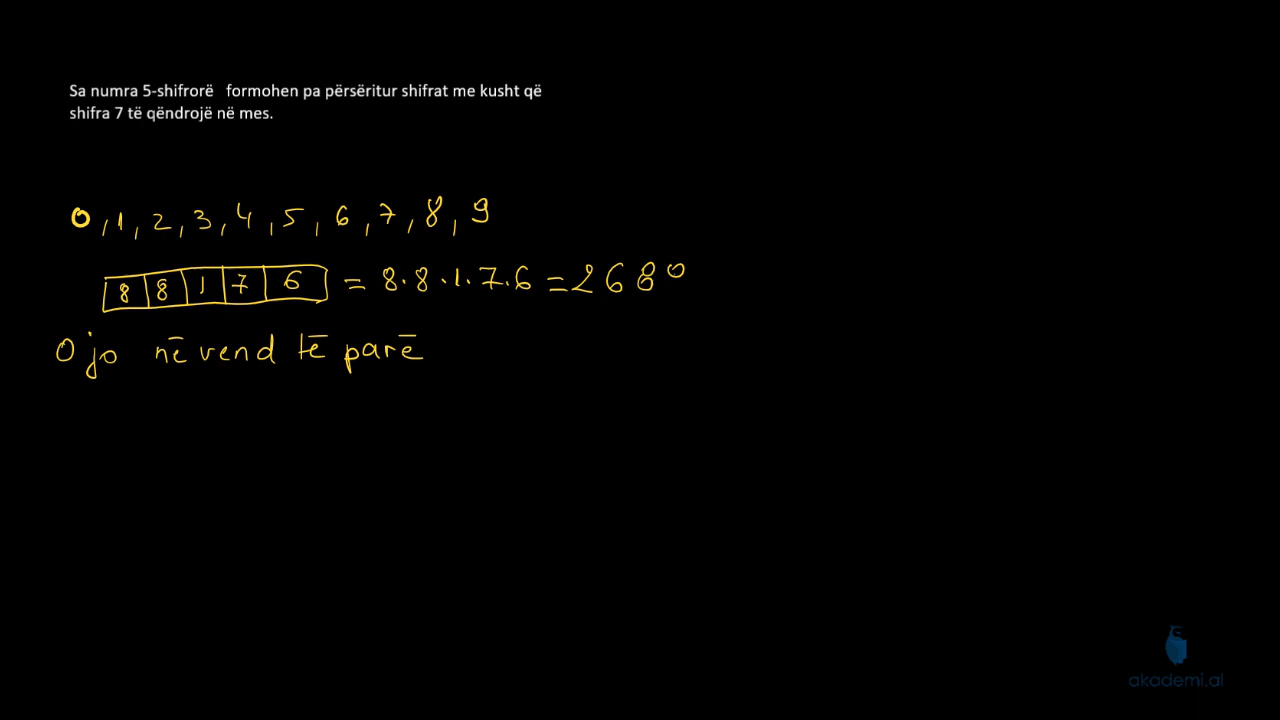 Sa numra 5-shifrorë formohen pa përsëritur shifrat me kusht që
shifra 7 të qëndrojë në mes.
0, 1, 2, 3, 4, 5, 6, 7, 8, 9
8 8 1 7 6 = 8.8.1.7.6 = 2680
0 jo në vend të parë
akademi.al